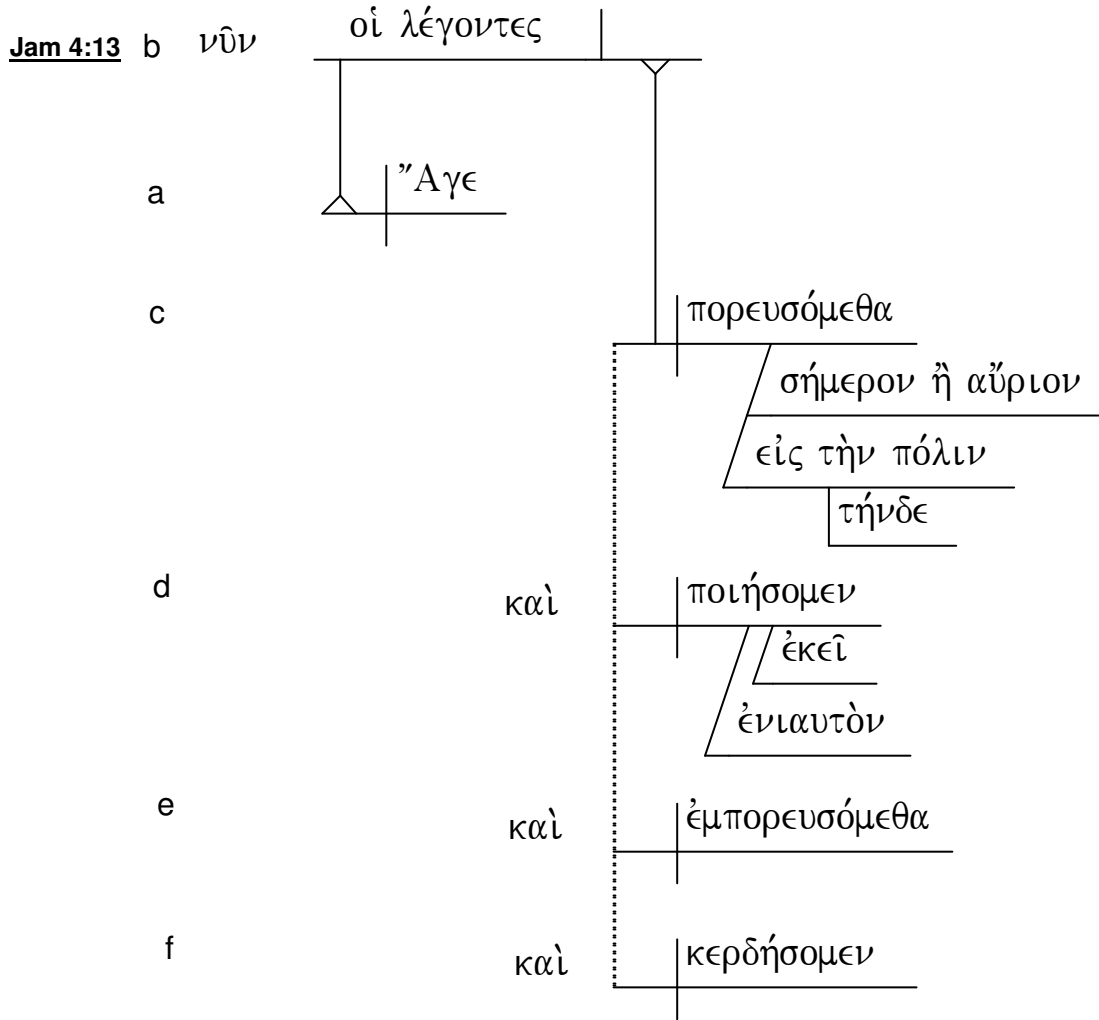 Jam 4:13 b νῦν οἱ λέγοντες
a Ἄγε
c πορευσόμεθα
σήμερον ἢ αὔριον
εἰς τὴν πόλιν
τήνδε
d καὶ ποιήσομεν
ἐκεῖ
ἐνιαυτὸν
e καὶ ἐμπορευσόμεθα
f καὶ κερδήσομεν